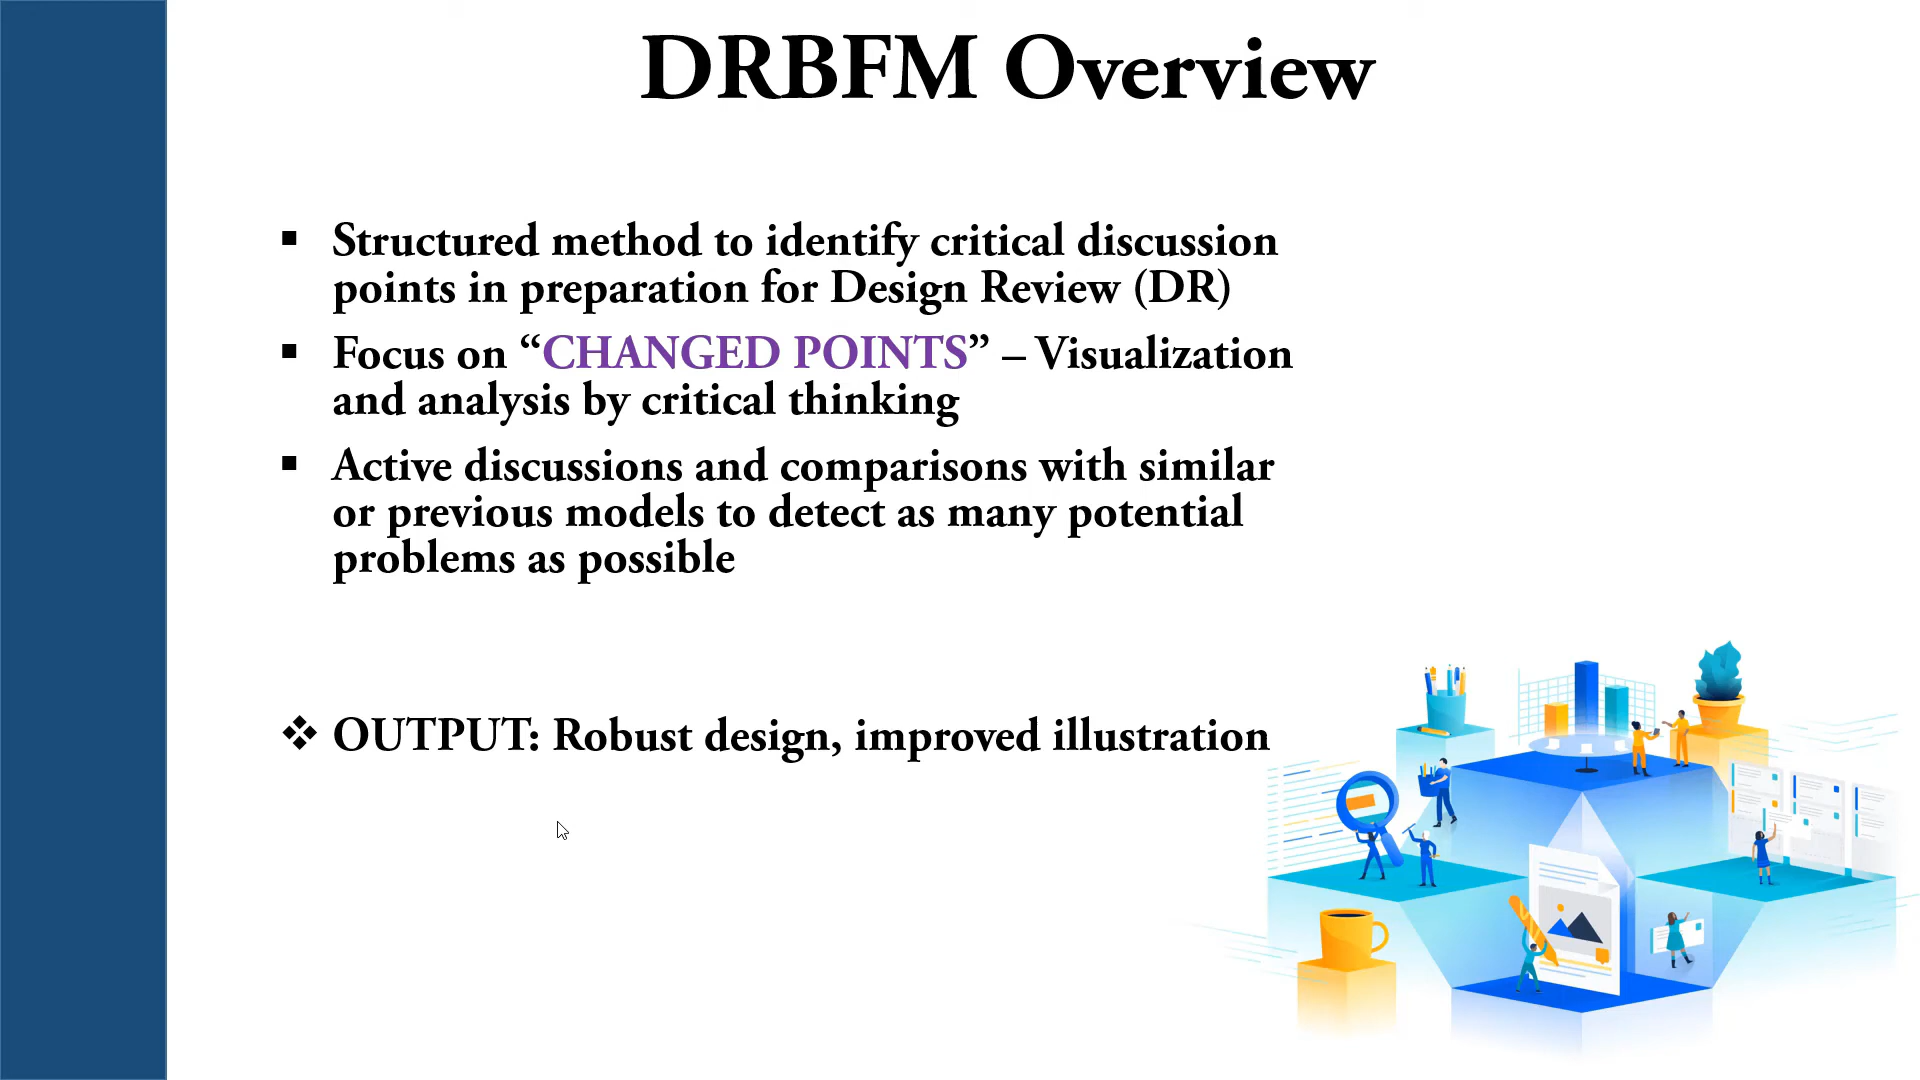 DRBFM Overview
▪ Structured method to identify critical discussion
points in preparation for Design Review (DR)
▪ Focus on “CHANGED POINTS” – Visualization
and analysis by critical thinking
▪ Active discussions and comparisons with similar
or previous models to detect as many potential
problems as possible
❖ OUTPUT: Robust design, improved illustration